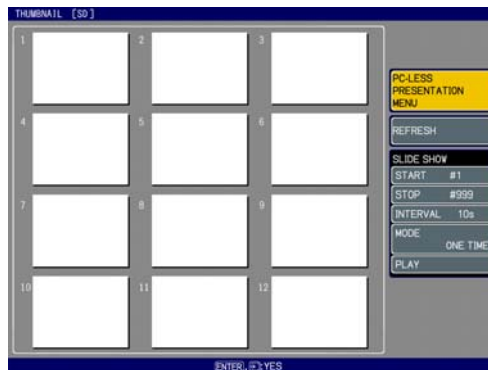 THUMBNAIL [SD]
1 2 3
4 5 6
7 8 9
10 11 12
PC-LESS
PRESENTATION
MENU
REFRESH
SLIDE SHOW
START #1
STOP #999
INTERVAL 10s
MODE
ONE TIME
PLAY
ENTER, :YES